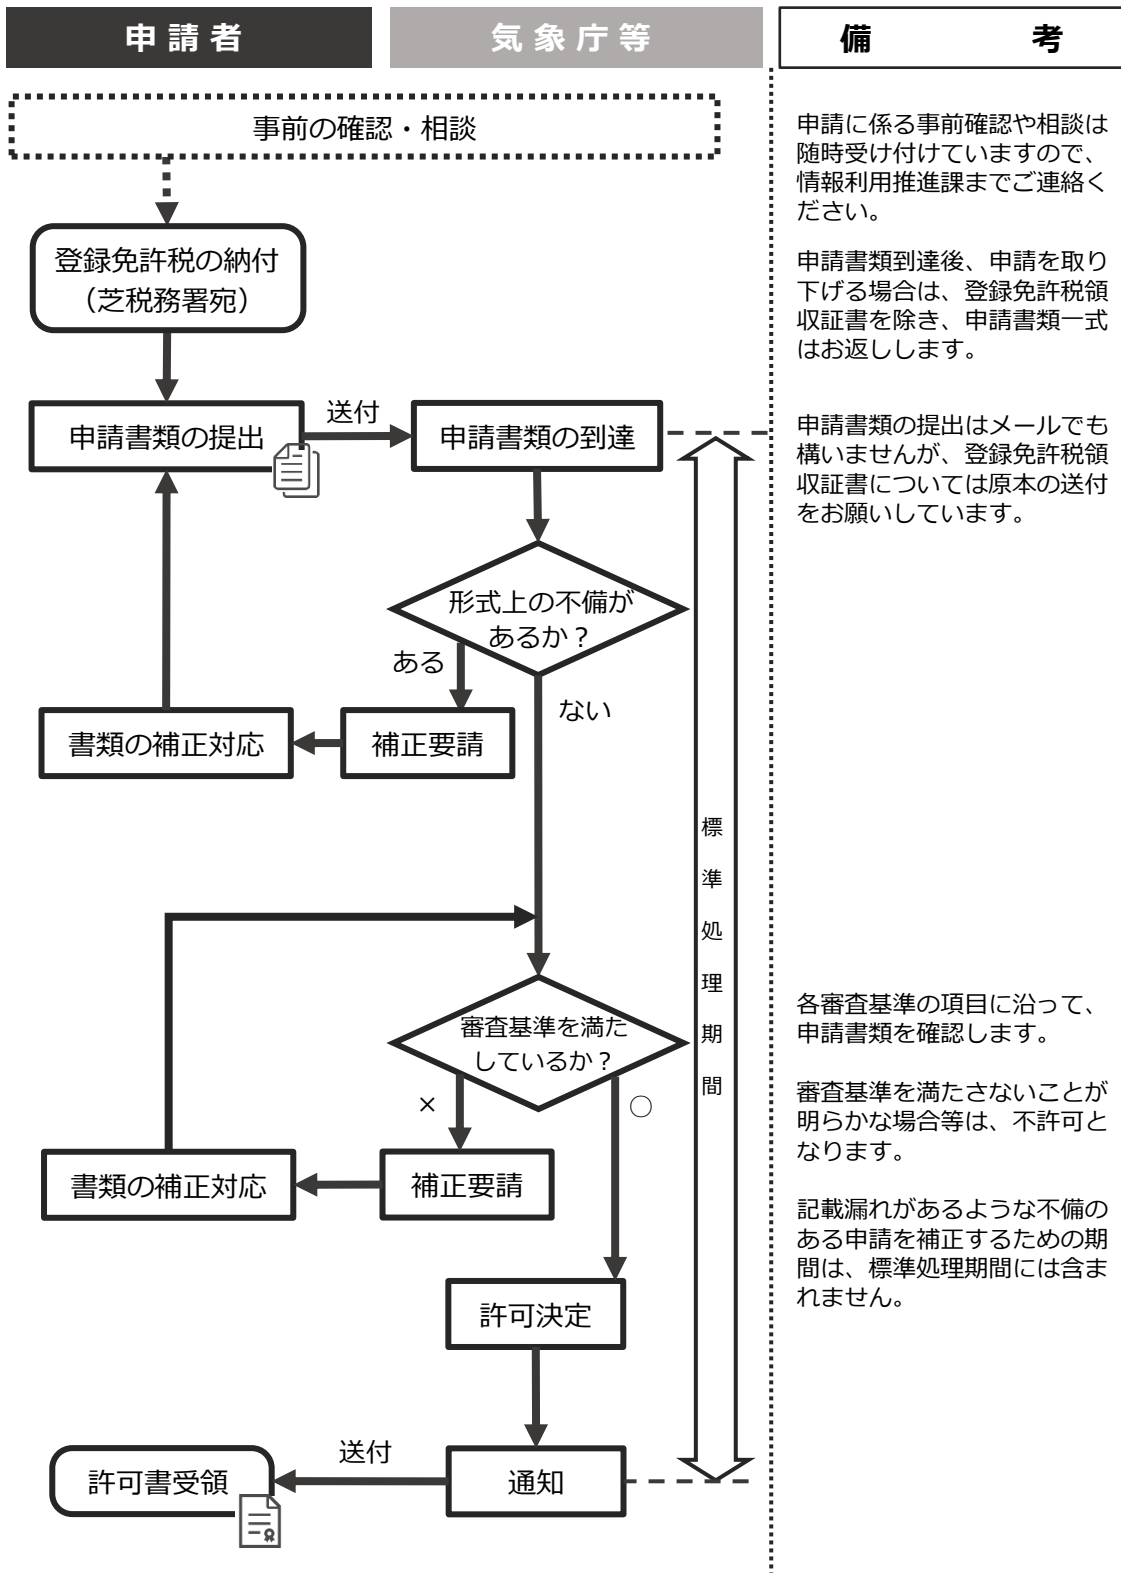 申請者
気象庁等
備 考
事前の確認・相談
申請に係る事前確認や相談は
随時受け付けていますので、
情報利用推進課までご連絡く
ださい。
登録免許税の納付
（芝税務署宛）
申請書類到達後、申請を取り
下げる場合は、登録免許税領
収証書を除き、申請書類一式
はお返しします。
申請書類の提出
送付
申請書類の到達
申請書類の提出はメールでも
構いませんが、登録免許税領
収証書については原本の送付
をお願いしています。
形式上の不備が
あるか？
ある
ない
書類の補正対応
補正要請
標準処理期間
審査基準を満た
しているか？
×
○
各審査基準の項目に沿って、
申請書類を確認します。
審査基準を満たさないことが
明らかな場合等は、不許可と
なります。
書類の補正対応
補正要請
記載漏れがあるような不備の
ある申請を補正するための期
間は、標準処理期間には含ま
れません。
許可決定
許可書受領
送付
通知